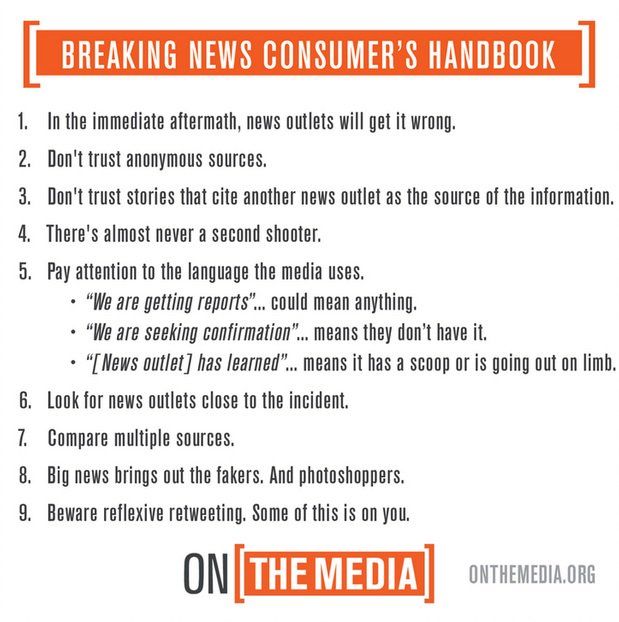 BREAKING NEWS CONSUMER'S HANDBOOK
1. In the immediate aftermath, news outlets will get it wrong.
2. Don't trust anonymous sources.
3. Don't trust stories that cite another news outlet as the source of the information.
4. There's almost never a second shooter.
5. Pay attention to the language the media uses.
• “We are getting reports”... could mean anything.
• “We are seeking confirmation”... means they don’t have it.
• “[News outlet] has learned”... means it has a scoop or is going out on limb.
6. Look for news outlets close to the incident.
7. Compare multiple sources.
8. Big news brings out the fakers. And photoshoppers.
9. Beware reflexive retweeting. Some of this is on you.
ON [THE MEDIA] ONTHEMEDIA.ORG